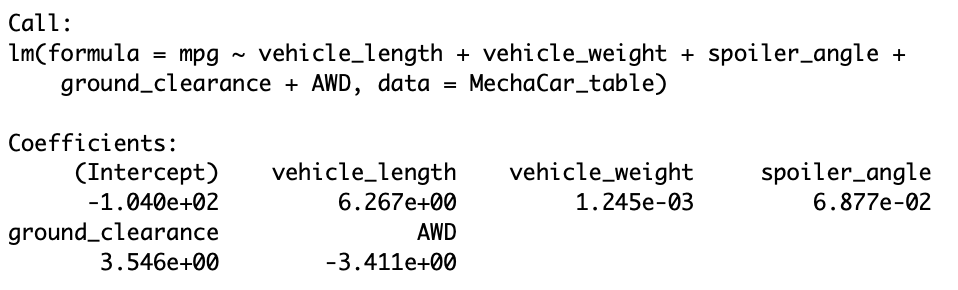 Call:
lm(formula = mpg ~ vehicle_length + vehicle_weight + spoiler_angle +
    ground_clearance + AWD, data = MechaCar_table)

Coefficients:
     (Intercept)    vehicle_length    vehicle_weight     spoiler_angle
      -1.040e+02         6.267e+00         1.245e-03         6.877e-02
ground_clearance               AWD
       3.546e+00        -3.411e+00